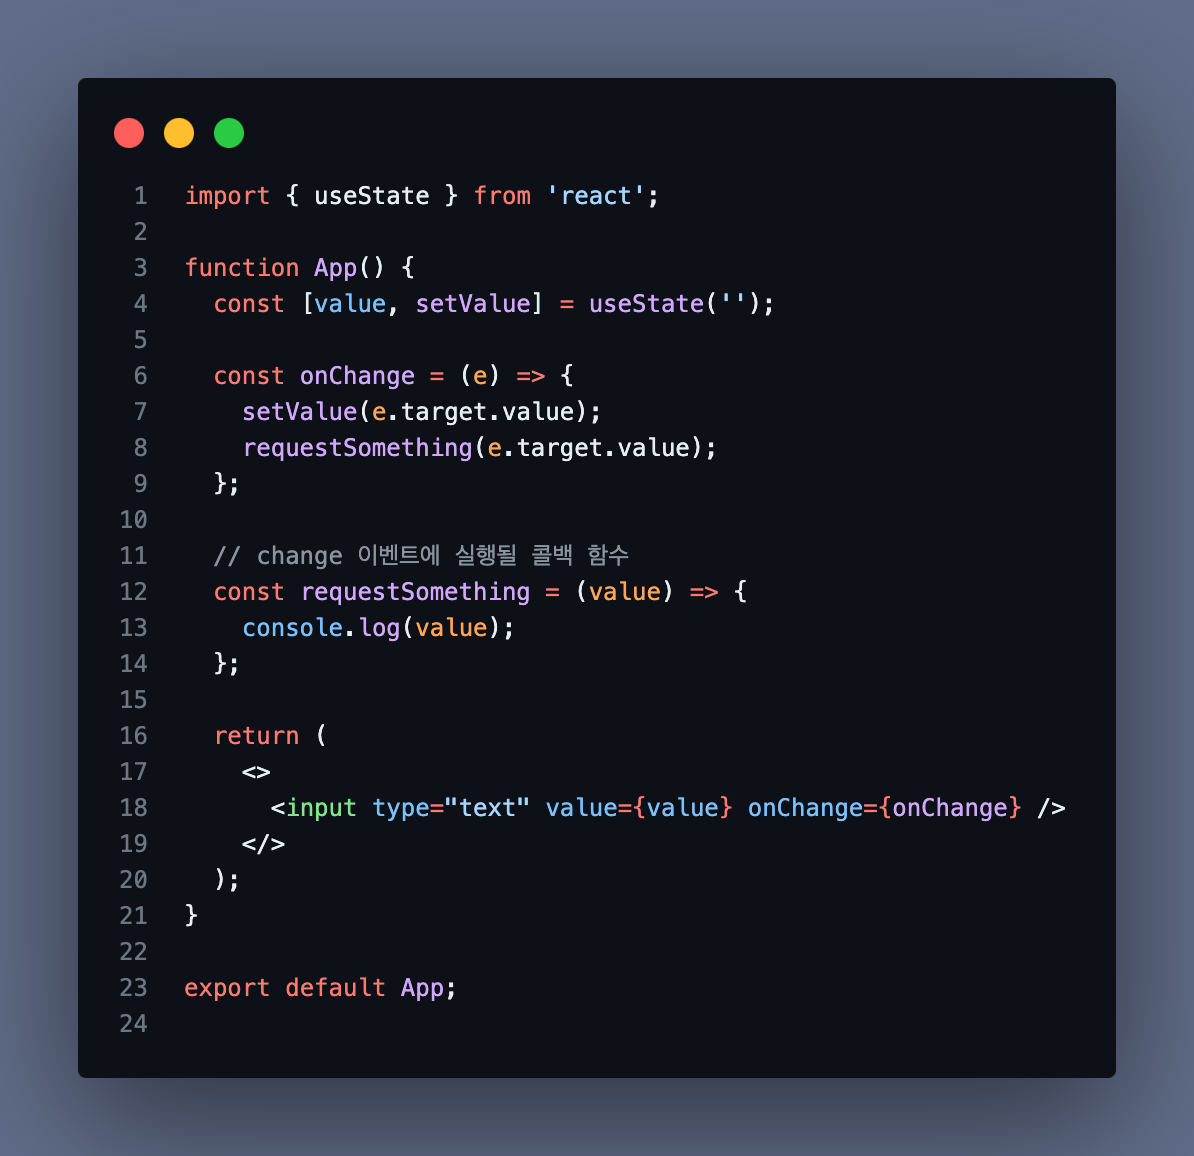 1 import { useState } from 'react';
2
3 function App() {
4   const [value, setValue] = useState('');
5
6   const onChange = (e) => {
7     setValue(e.target.value);
8     requestSomething(e.target.value);
9   };
10
11   // change 이벤트에 실행될 콜백 함수
12   const requestSomething = (value) => {
13     console.log(value);
14   };
15
16   return (
17     <>
18       <input type="text" value={value} onChange={onChange} />
19     </>
20   );
21 }
22
23 export default App;
24